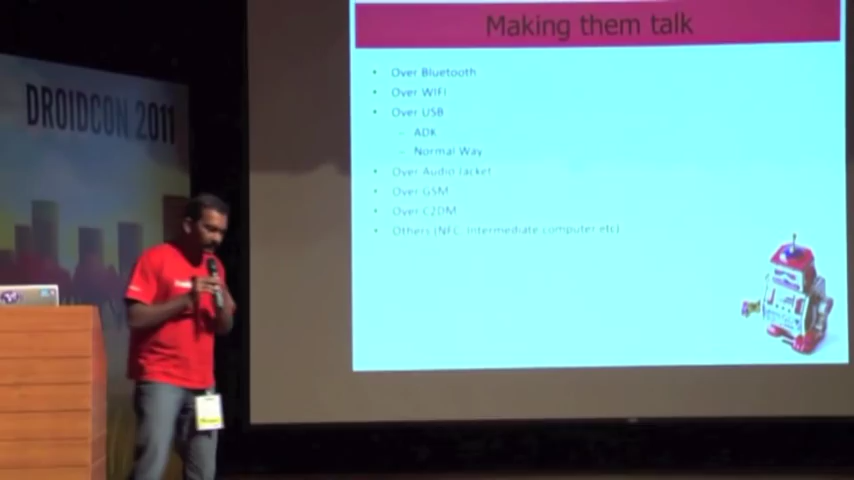 Making them talk
DROIDCON 2011
Over Bluetooth
Over WIFI
Over USB
ADK
Normal Way
Over Audio Jacket
Over GSM
Over C2DM
Others (NFC, Intermediate computer etc)